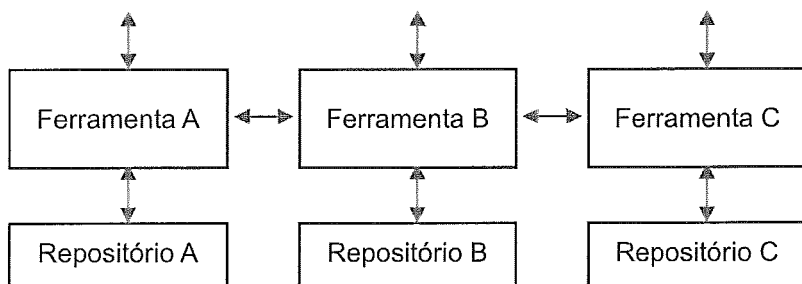 Ferramenta A
Ferramenta B
Ferramenta C
Repositório A
Repositório B
Repositório C